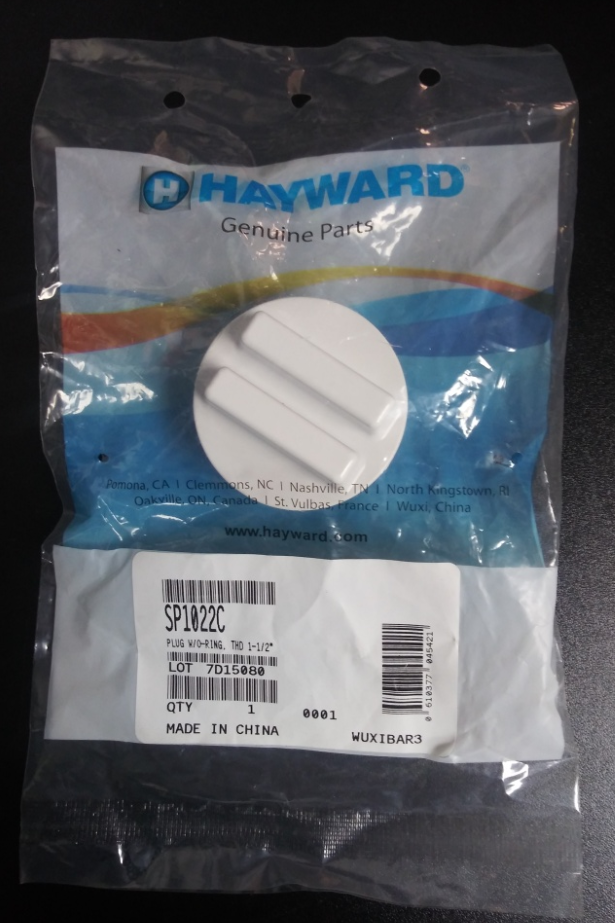 H HAYWARD®
Genuine Parts
Pomona, CA | Clemmons, NC | Nashville, TN | North Kingstown, RI
Oakville, ON, Canada | St. Vulbas, France | Wuxi, China
www.hayward.com
SP1022C
PLUG W/O-RING, THD 1-1/2"
LOT 7D15080
QTY 1 0001
MADE IN CHINA
WUXIBAR3
0 610377 045421